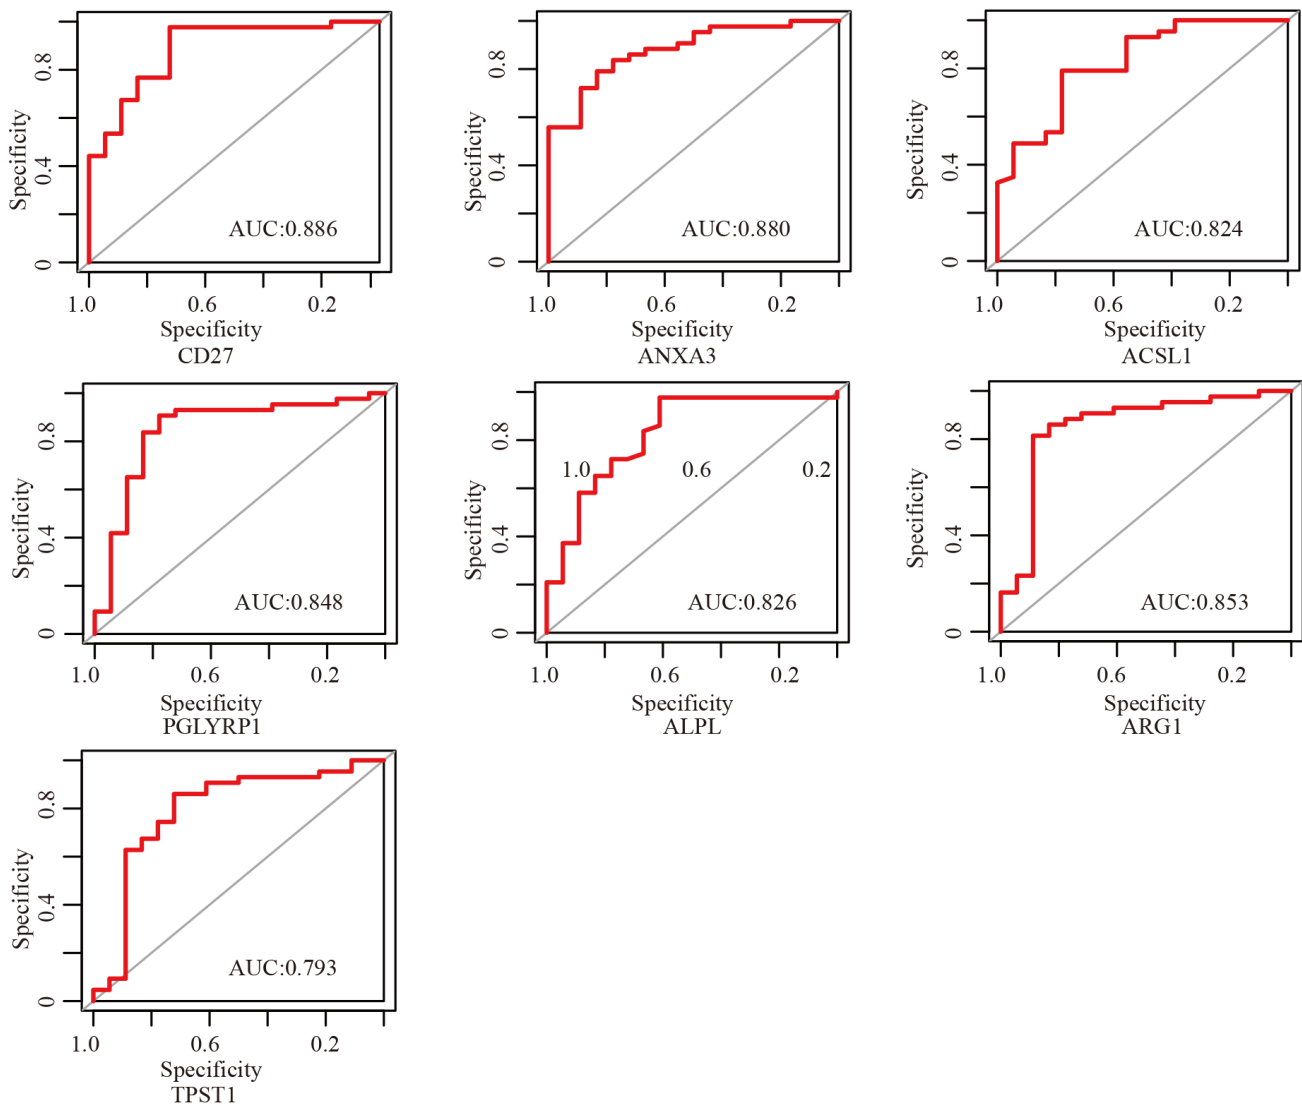 Specificity
0.8
0.4
0
AUC:0.886
1.0 0.6 0.2
Specificity
CD27
Specificity
0.8
0.4
0
AUC:0.880
1.0 0.6 0.2
Specificity
ANXA3
Specificity
0.8
0.4
0
AUC:0.824
1.0 0.6 0.2
Specificity
ACSL1
Specificity
0.8
0.4
0
AUC:0.848
1.0 0.6 0.2
Specificity
PGLYRP1
Specificity
0.8
0.4
0
1.0 0.6 0.2
AUC:0.826
1.0 0.6 0.2
Specificity
ALPL
Specificity
0.8
0.4
0
AUC:0.853
1.0 0.6 0.2
Specificity
ARG1
Specificity
0.8
0.4
0
AUC:0.793
1.0 0.6 0.2
Specificity
TPST1